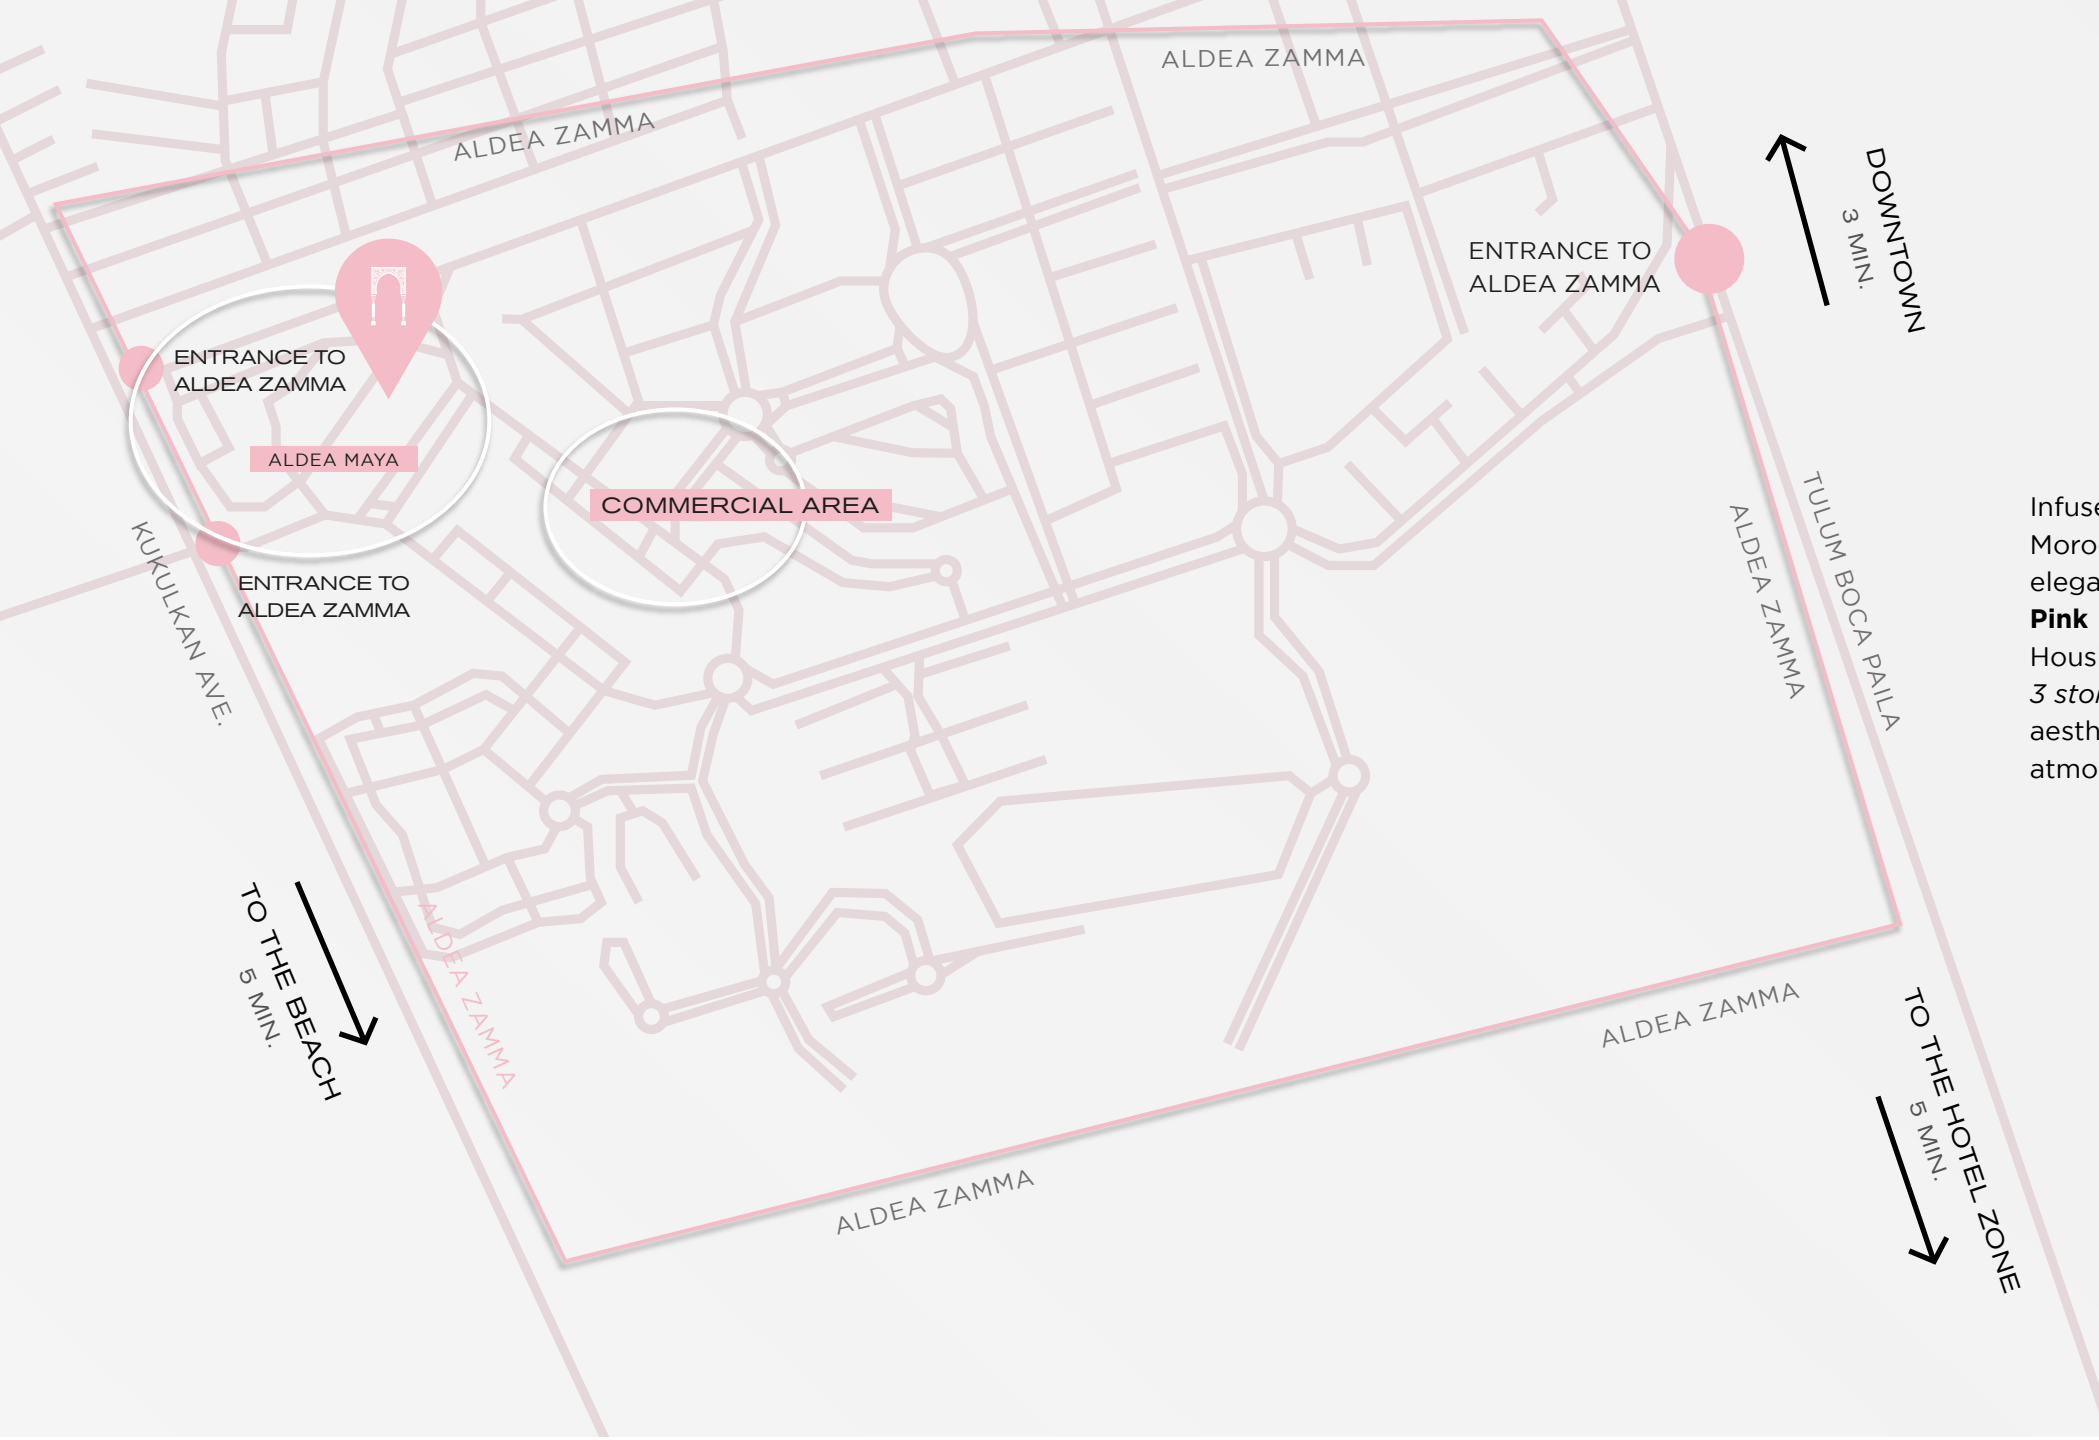 ALDEA ZAMMA
ALDEA ZAMMA
DOWNTOWN
3 MIN.
ENTRANCE TO
ALDEA ZAMMA
ENTRANCE TO
ALDEA ZAMMA
ALDEA MAYA
COMMERCIAL AREA
KUKULKAN AVE.
ENTRANCE TO
ALDEA ZAMMA
ALDEA ZAMMA
TULUM BOCA PAILA
Pink
TO THE BEACH
5 MIN.
ALDEA ZAMMA
ALDEA ZAMMA
TO THE HOTEL ZONE
5 MIN.
ALDEA ZAMMA